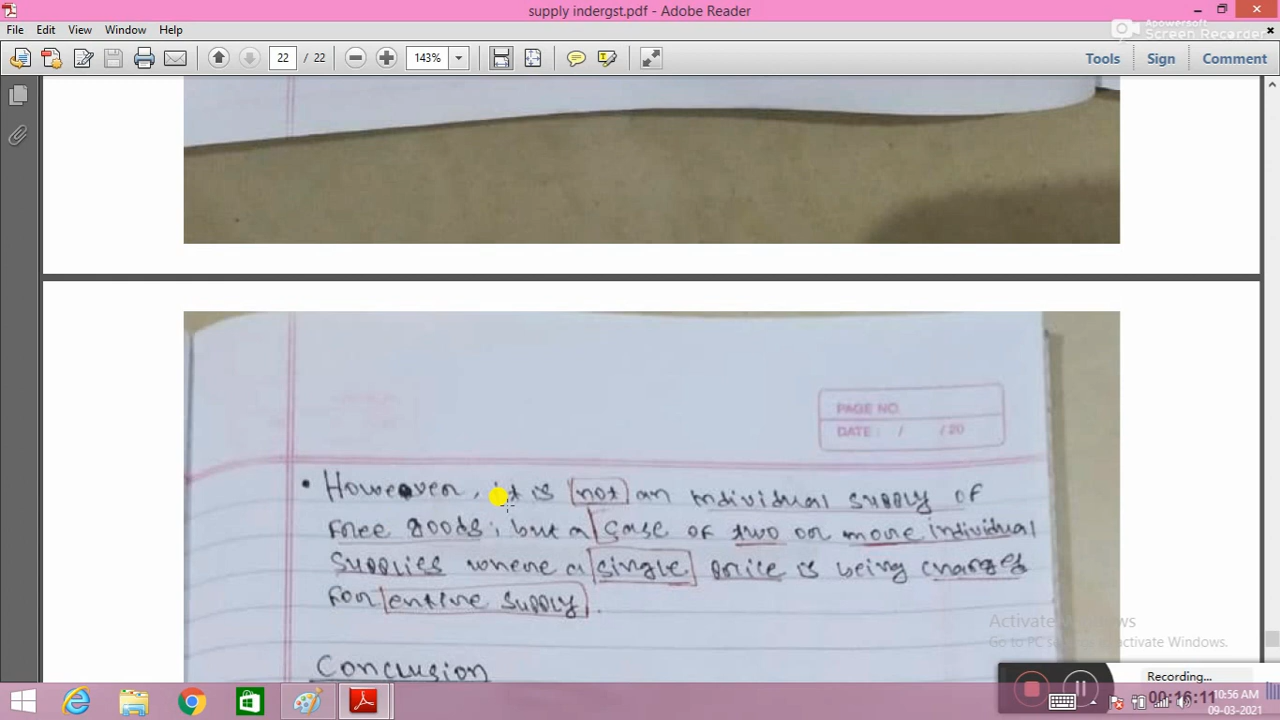 supply indergst.pdf - Adobe Reader
Apowersoft
Screen Recorder
File Edit View Window Help
22 / 22 143% Tools Sign Comment
PAGE NO.
DATE : / / 20
• However, it is not an individual supply of
free goods, but a case of two or more individual
supplies where a single price is being charged
for entire supply.
Conclusion
Activate Windows
Go to PC settings to activate Windows.
Recording...
00:16:11
10:56 AM
09-03-2021